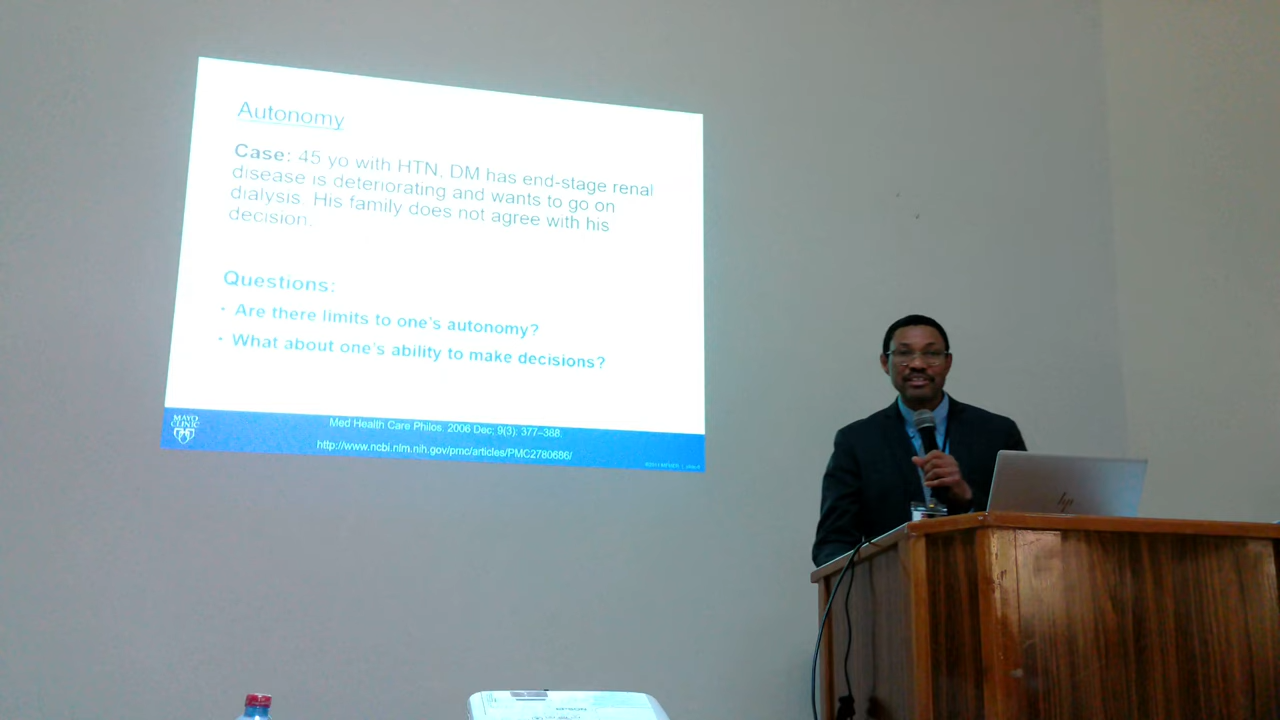 Autonomy
Case: 45 yo with HTN, DM has end-stage renal
disease is deteriorating and wants to go on
dialysis. His family does not agree with his
decision.
Questions:
• Are there limits to one's autonomy?
• What about one's ability to make decisions?
MAYO
CLINIC
Med Health Care Philos. 2006 Dec; 9(3): 377–388.
http://www.ncbi.nlm.nih.gov/pmc/articles/PMC2780686/
hp